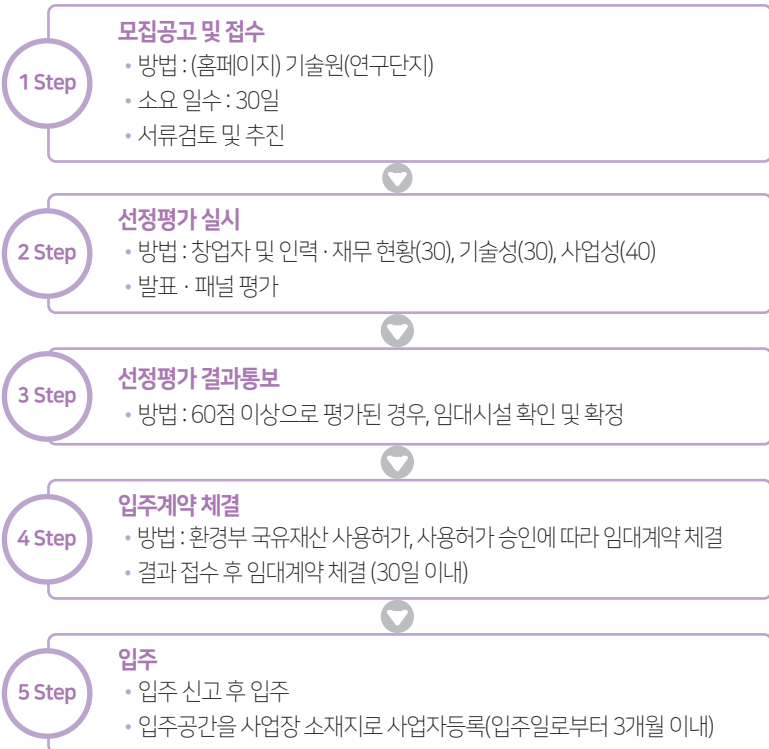 1 Step
모집공고 및 접수
• 방법 : (홈페이지) 기술원(연구단지)
• 소요 일수 : 30일
• 서류검토 및 추진
2 Step
선정평가 실시
• 방법 : 창업자 및 인력 · 재무 현황(30), 기술성(30), 사업성(40)
• 발표 · 패널 평가
3 Step
선정평가 결과통보
• 방법 : 60점 이상으로 평가된 경우, 임대시설 확인 및 확정
4 Step
입주계약 체결
• 방법 : 환경부 국유재산 사용허가, 사용허가 승인에 따라 임대계약 체결
• 결과 접수 후 임대계약 체결 (30일 이내)
5 Step
입주
• 입주 신고 후 입주
• 입주공간을 사업장 소재지로 사업자등록(입주일로부터 3개월 이내)